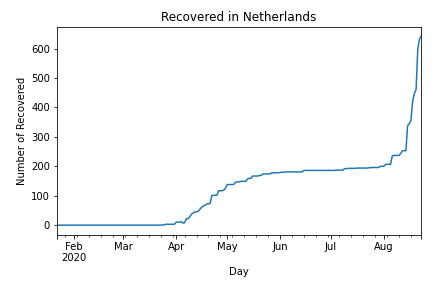 Recovered in Netherlands
Number of Recovered
600
500
400
300
200
100
0
Feb Mar Apr May Jun Jul Aug
2020
Day